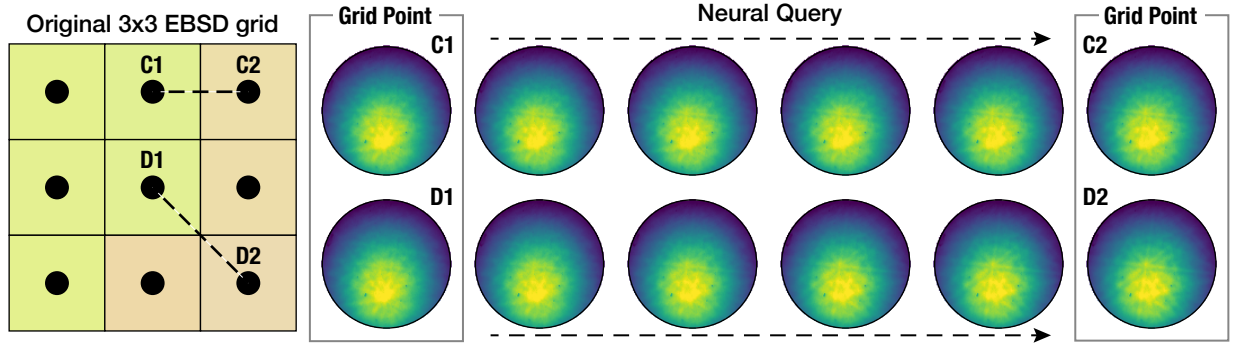 Original 3x3 EBSD grid
C1
C2
D1
D2
Grid Point
Neural Query
Grid Point
C1
C2
D1
D2